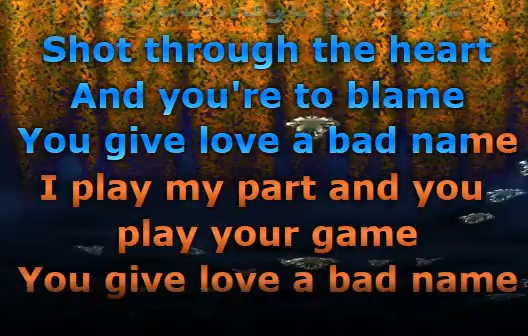 Shot through the heart
And you're to blame
You give love a bad name
I play my part and you
play your game
You give love a bad name